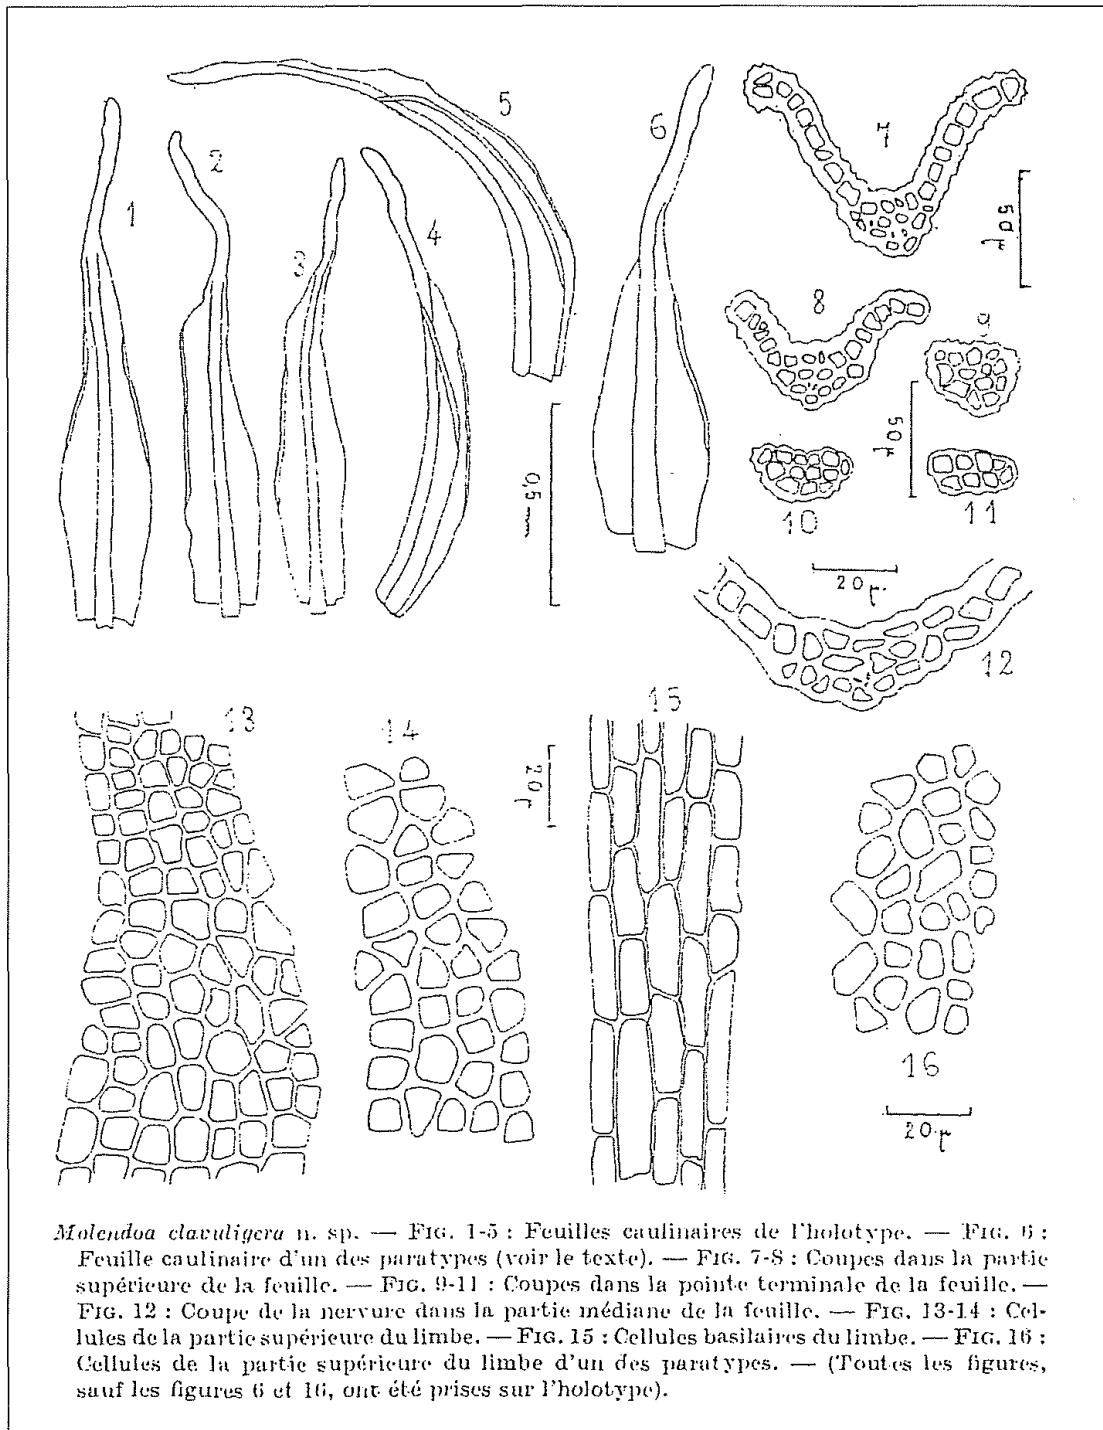 5
6
7
1
2
3
4
50 µ
8
9
0,5 mm
50 µ
10
11
20 µ
12
13
14
15
20 µ
16
20 µ
Molendoa claculigera n. sp. — FIG. 1-5 : Feuilles caulinaires de l'holotype. — FIG. 6 :
Feuille caulinaire d'un des paratypes (voir le texte). — FIG. 7-8 : Coupes dans la partie
supérieure de la feuille. — FIG. 9-11 : Coupes dans la pointe terminale de la feuille. —
FIG. 12 : Coupe de la nervure dans la partie médiane de la feuille. — FIG. 13-14 : Cel-
lules de la partie supérieure du limbe. — FIG. 15 : Cellules basilaires du limbe. — FIG. 16 :
Cellules de la partie supérieure du limbe d'un des paratypes. — (Toutes les figures,
sauf les figures 6 et 16, ont été prises sur l'holotype).